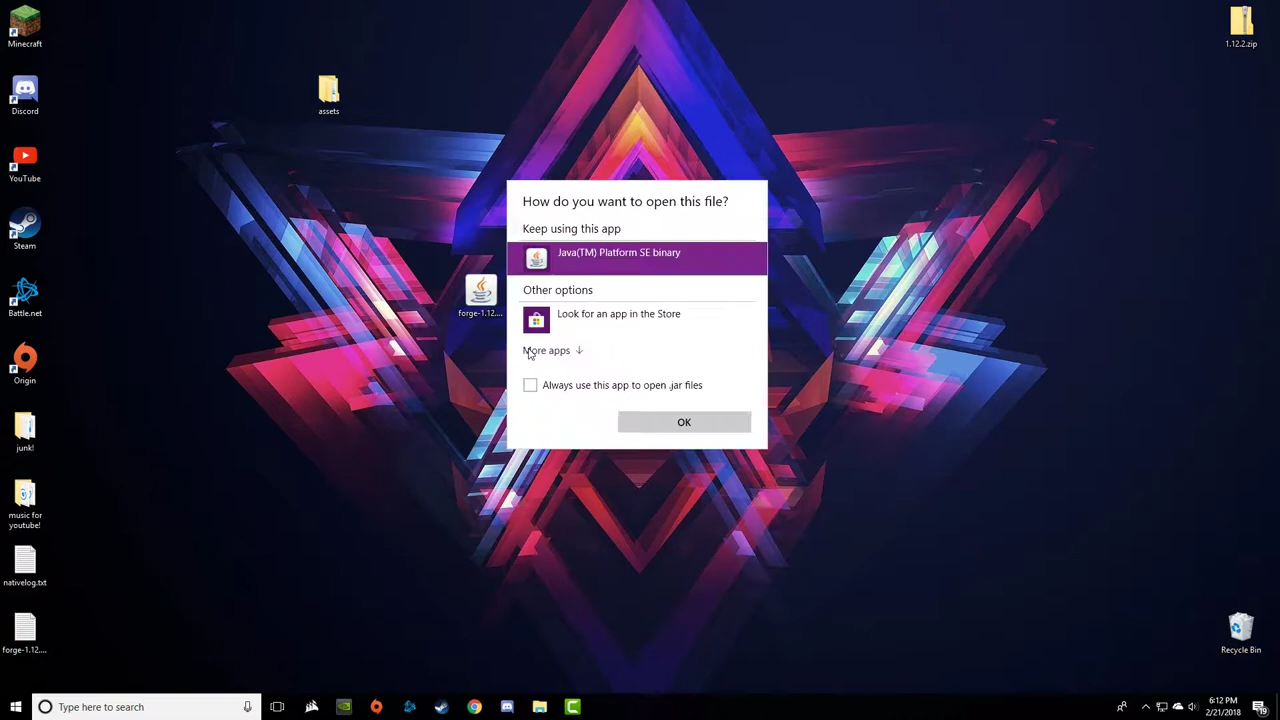 Minecraft
Discord
YouTube
Steam
Battle.net
Origin
junk!
music for
youtube!
nativelog.txt
forge-1.12....
assets
forge-1.12....
1.12.2.zip
Recycle Bin
How do you want to open this file?
Keep using this app
Java(TM) Platform SE binary
Other options
Look for an app in the Store
More apps
Always use this app to open .jar files
OK
Type here to search
6:12 PM
2/21/2018